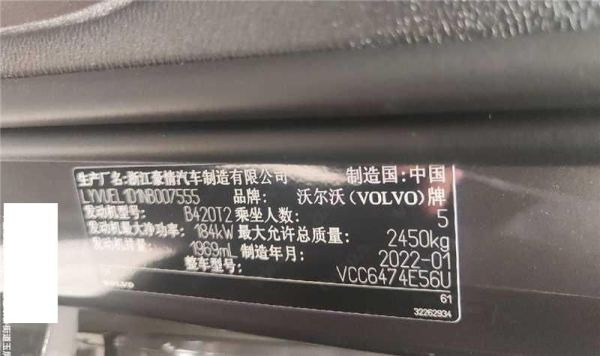 生产厂名：浙江豪情汽车制造有限公司 制造国：中国
LYVUEL1D1NB007555 品牌： 沃尔沃(VOLVO)牌
发动机型号： B420T2 乘坐人数： 5
发动机最大净功率： 184kW 最大允许总质量： 2450kg
发动机排量： 1969mL 制造年月： 2022-01
整车型号： VCC6474E56U
VOLVO
61
32262934